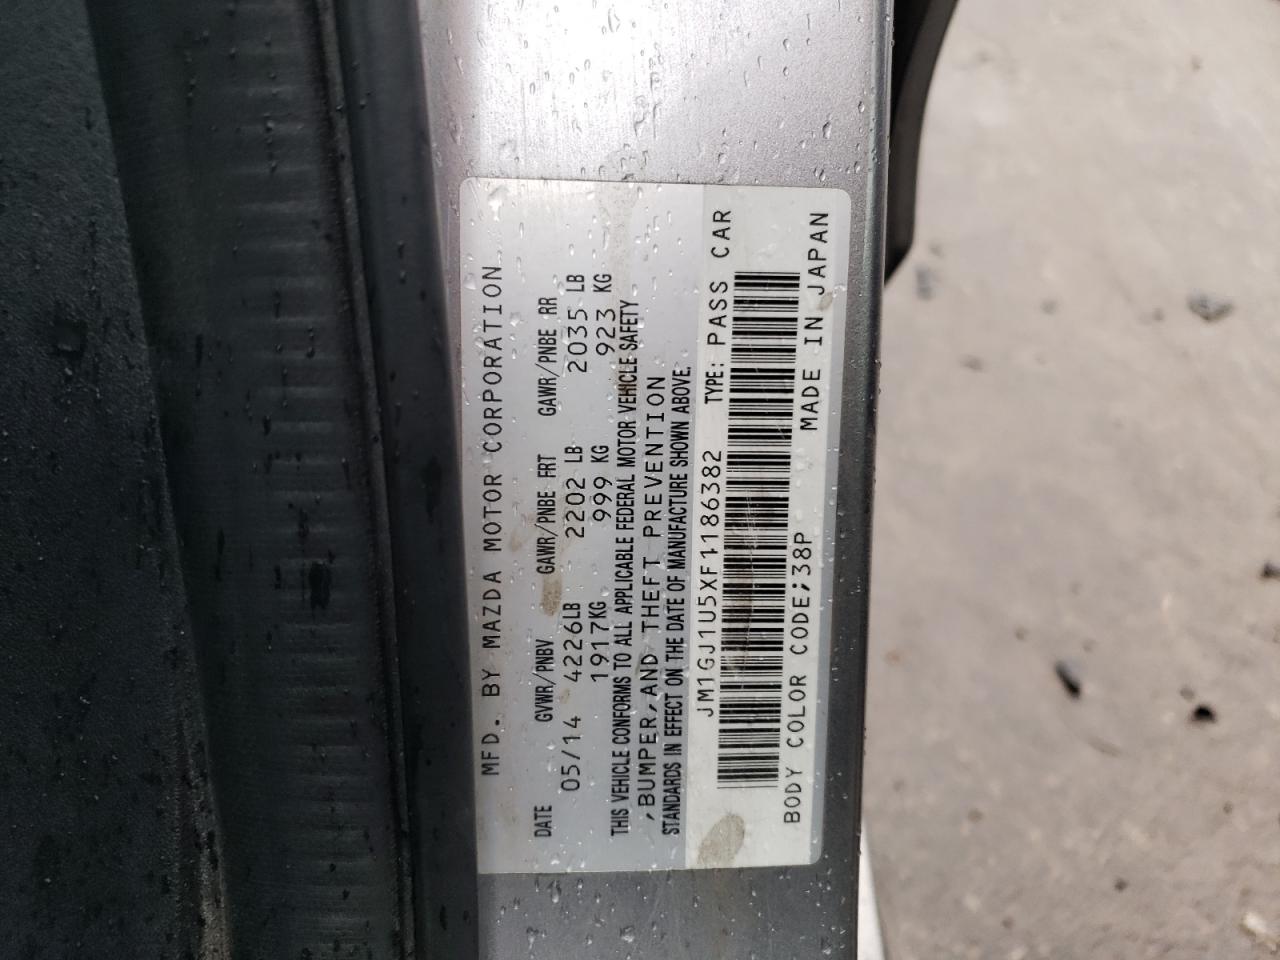 MFD. BY MAZDA MOTOR CORPORATION
DATE GVWR/PNBV GAWR/PNBE FRT GAWR/PNBE RR
05/14 4226LB 2202 LB 2035 LB
1917KG 999 KG 923 KG
THIS VEHICLE CONFORMS TO ALL APPLICABLE FEDERAL MOTOR VEHICLE SAFETY
,BUMPER,AND THEFT PREVENTION
STANDARDS IN EFFECT ON THE DATE OF MANUFACTURE SHOWN ABOVE.
JM1GJ1U5XF1186382 TYPE: PASS CAR
BODY COLOR CODE;38P MADE IN JAPAN